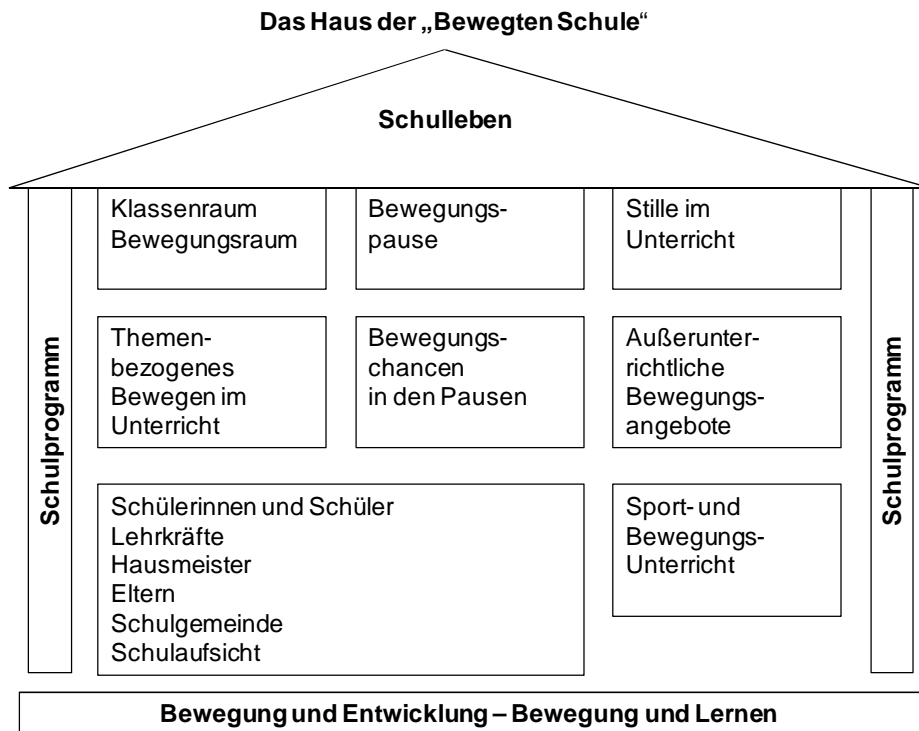 Das Haus der „Bewegten Schule“
Schulleben
Schulprogramm
Klassenraum
Bewegungsraum
Bewegungs-
pause
Stille im
Unterricht
Themen-
bezogenes
Bewegen im
Unterricht
Bewegungs-
chancen
in den Pausen
Außerunter-
richtliche
Bewegungs-
angebote
Schülerinnen und Schüler
Lehrkräfte
Hausmeister
Eltern
Schulgemeinde
Schulaufsicht
Sport- und
Bewegungs-
Unterricht
Schulprogramm
Bewegung und Entwicklung – Bewegung und Lernen